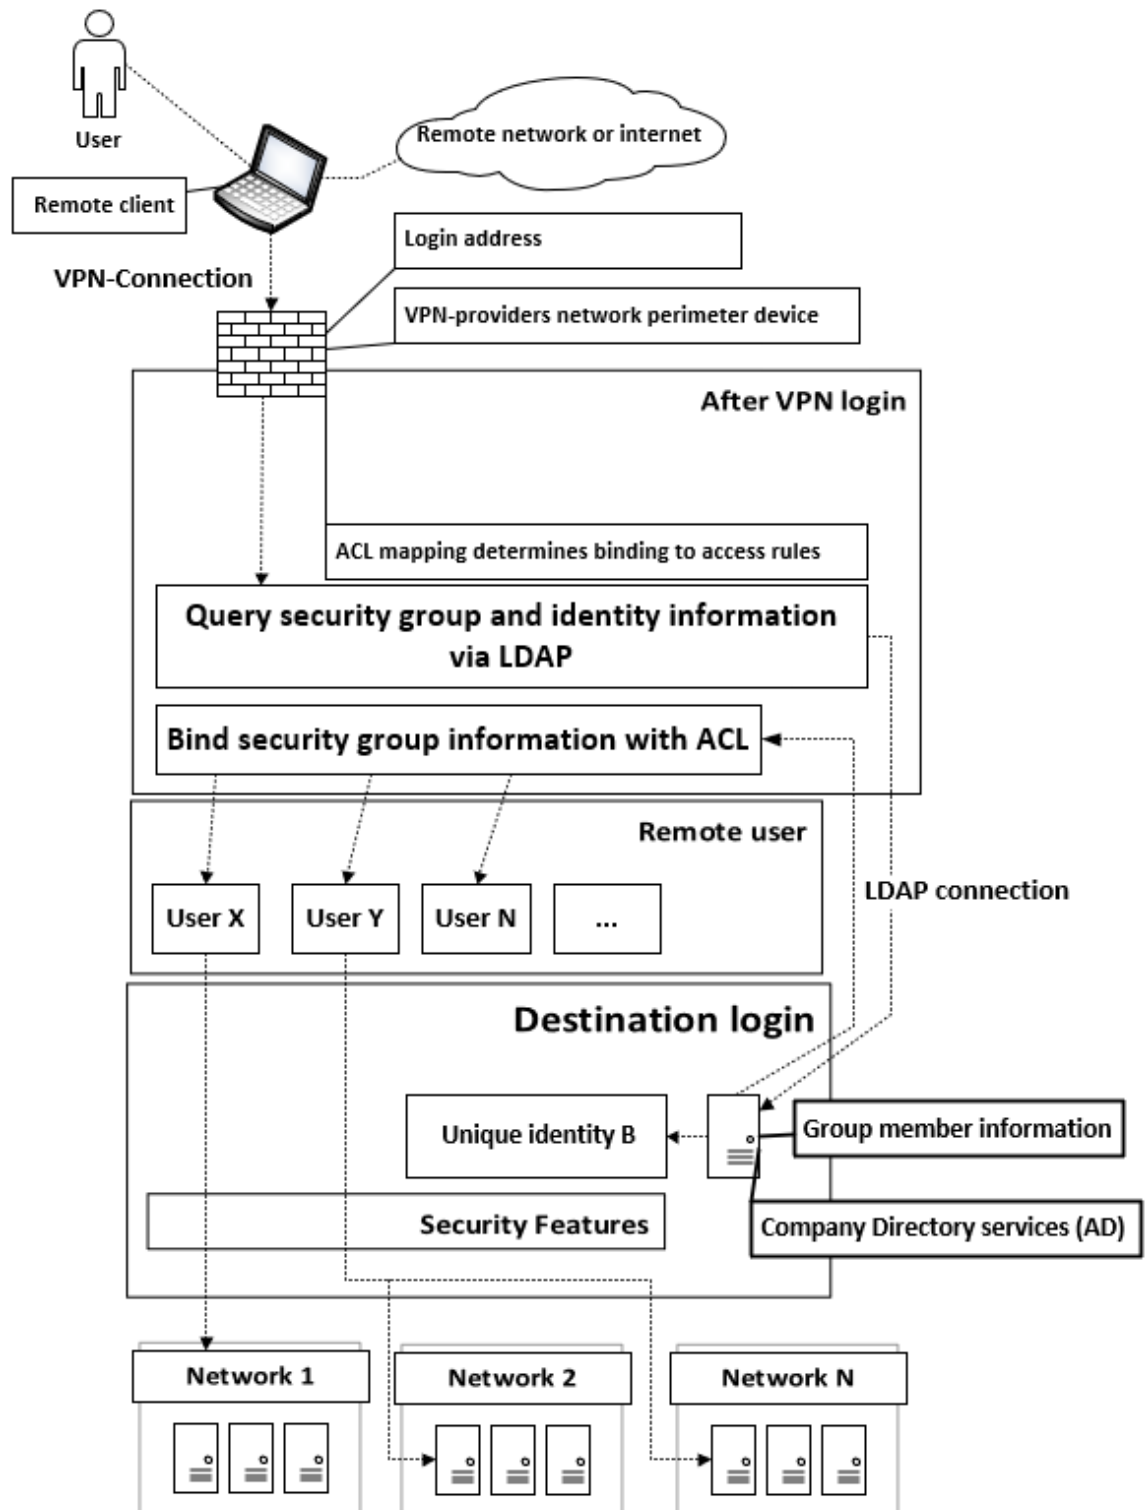 User
Remote network or internet
Remote client
Login address
VPN-Connection
VPN-providers network perimeter device
After VPN login
ACL mapping determines binding to access rules
Query security group and identity information
via LDAP
Bind security group information with ACL
Remote user
LDAP connection
User X
User Y
User N
...
Destination login
Unique identity B
Group member information
Security Features
Company Directory services (AD)
Network 1
Network 2
Network N